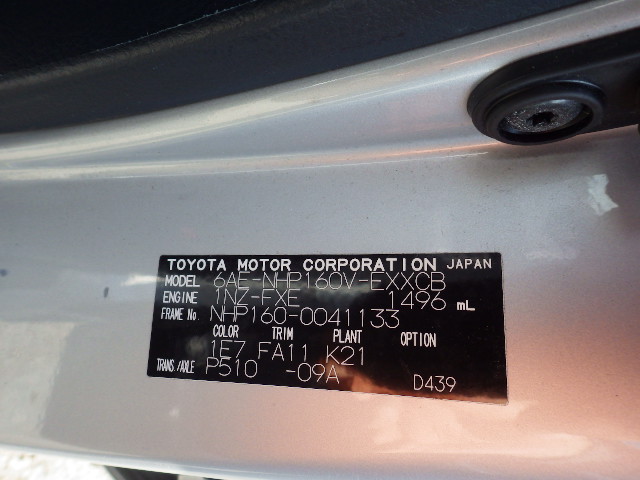 TOYOTA MOTOR CORPORATION JAPAN
MODEL 6AE-NHP160V-EXXCB
ENGINE 1NZ-FXE 1496 mL
FRAME No. NHP160-0041133
COLOR TRIM PLANT OPTION
1E7 FA11 K21
TRANS./AXLE P510 -09A
D439